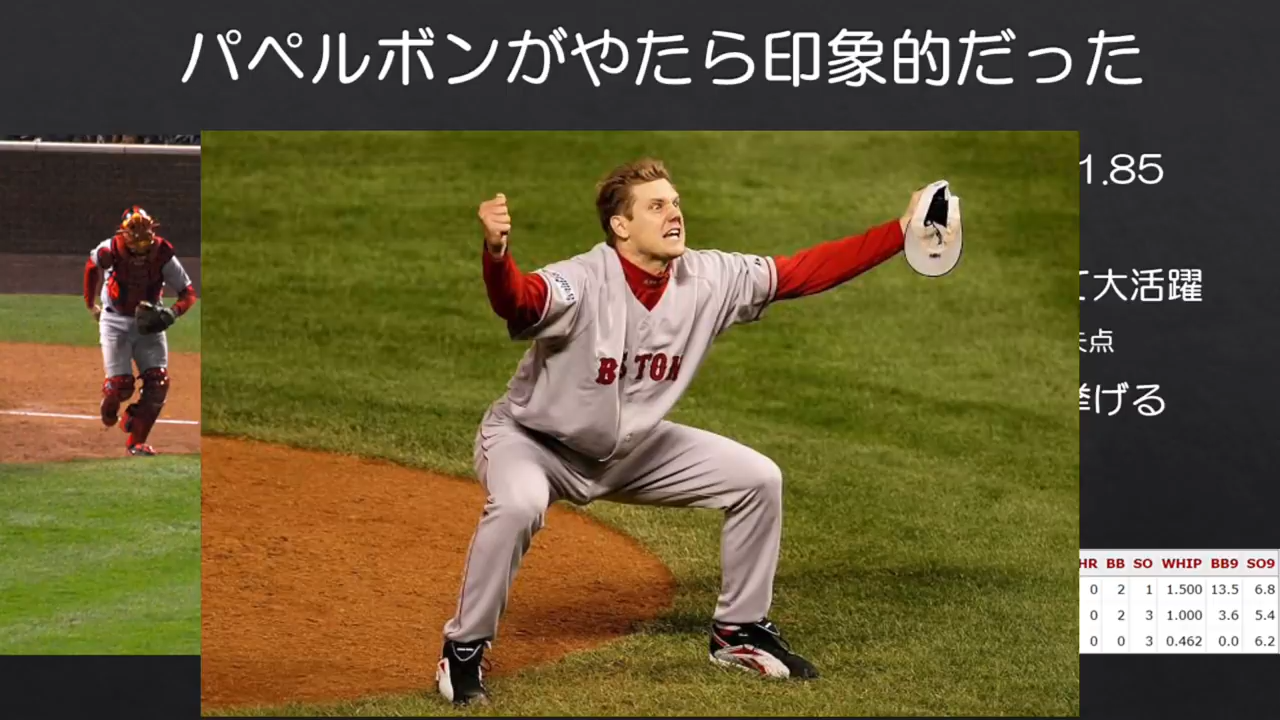 パペルボンがやたら印象的だった
1.85
て大活躍
失点
挙げる
BOSTON
HR BB SO WHIP BB9 SO9
0 2 1 1.500 13.5 6.8
0 2 3 1.000 3.6 5.4
0 0 3 0.462 0.0 6.2